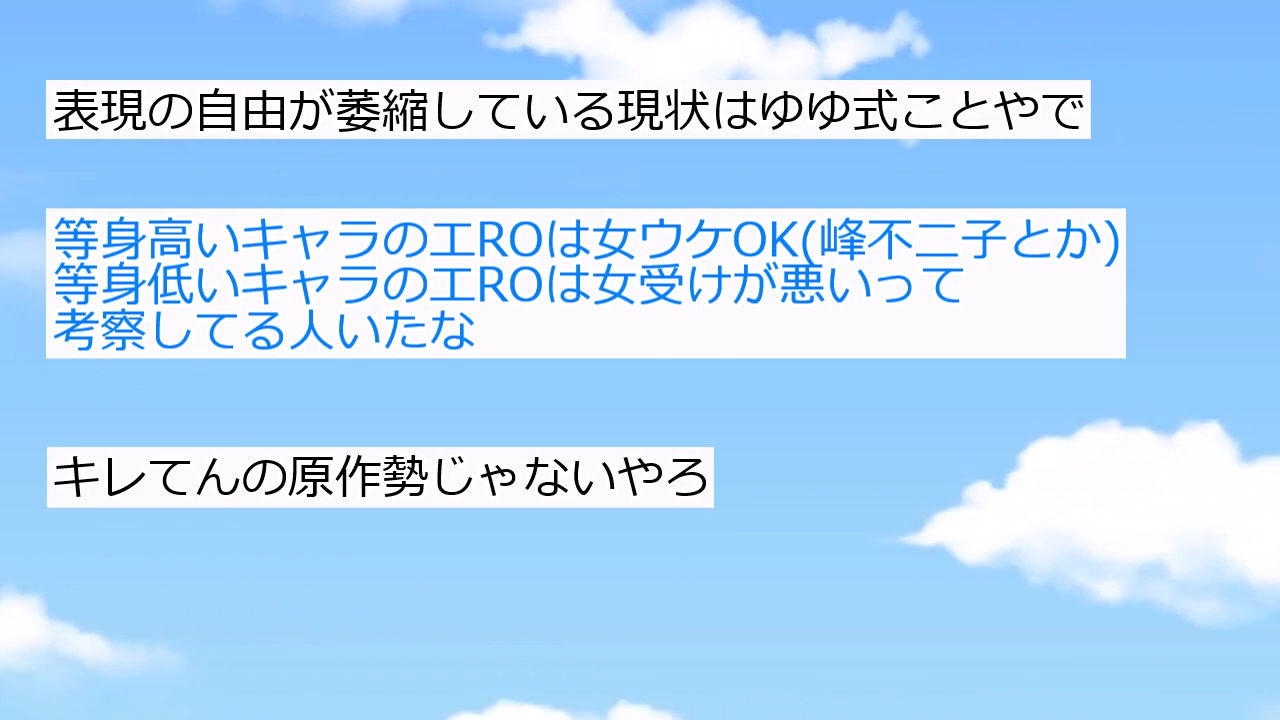 表現の自由が萎縮している現状はゆゆ式ことやで
等身高いキャラのエROは女ウケOK(峰不二子とか)
等身低いキャラのエROは女受けが悪いって
考察してる人いたな
キレてんの原作勢じゃないやろ